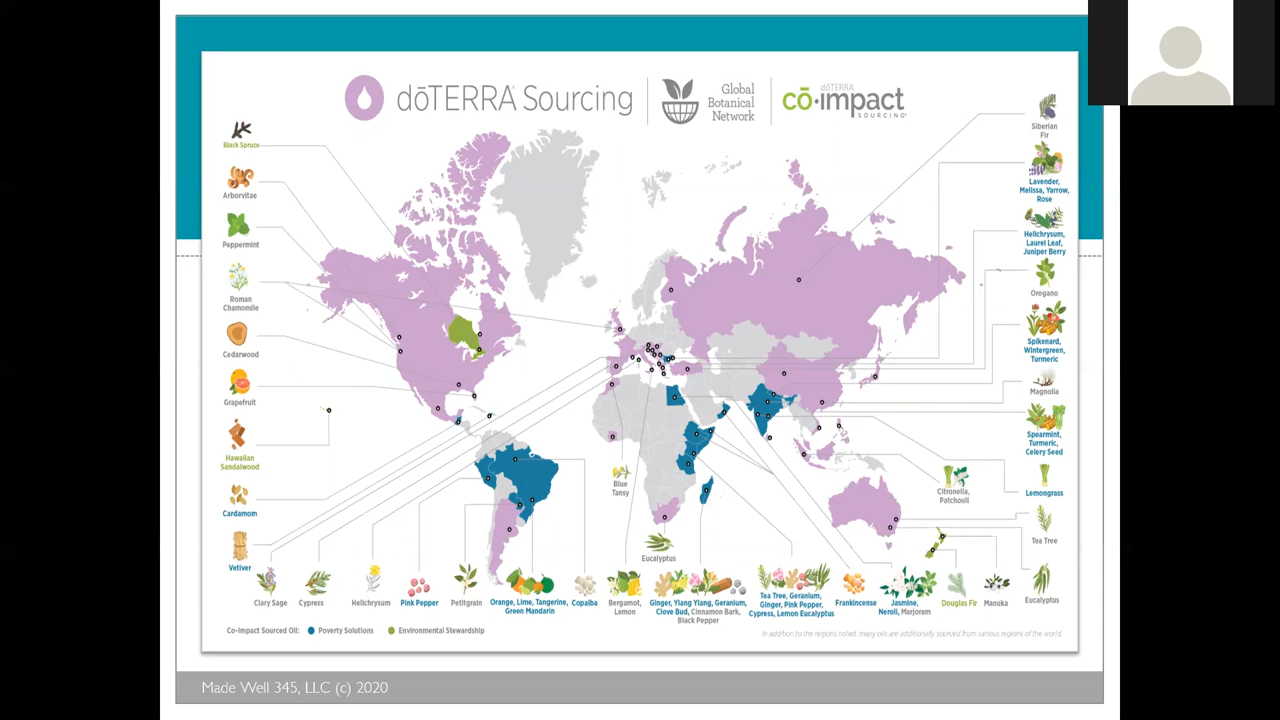 dōTERRA® Sourcing
Global
Botanical
Network
dōTERRA
cō·impact
SOURCING®
Black Spruce
Arborvitae
Peppermint
Roman
Chamomile
Cedarwood
Grapefruit
Hawaiian
Sandalwood
Cardamom
Vetiver
Siberian
Fir
Lavender,
Melissa, Yarrow,
Rose
Helichrysum,
Laurel Leaf,
Juniper Berry
Oregano
Spikenard,
Wintergreen,
Turmeric
Magnolia
Spearmint,
Turmeric,
Celery Seed
Lemongrass
Tea Tree
Eucalyptus
Blue
Tansy
Eucalyptus
Citronella,
Patchouli
Clary Sage
Cypress
Helichrysum
Pink Pepper
Petitgrain
Orange, Lime, Tangerine,
Green Mandarin
Copaiba
Bergamot,
Lemon
Ginger, Ylang Ylang, Geranium,
Clove Bud, Cinnamon Bark,
Black Pepper
Tea Tree, Geranium,
Ginger, Pink Pepper,
Cypress, Lemon Eucalyptus
Frankincense
Jasmine,
Neroli, Marjoram
Douglas Fir
Manuka
Co-Impact Sourced Oil: Poverty Solutions Environmental Stewardship
In addition to the regions noted, many oils are additionally sourced from various regions of the world
Made Well 345, LLC (c) 2020